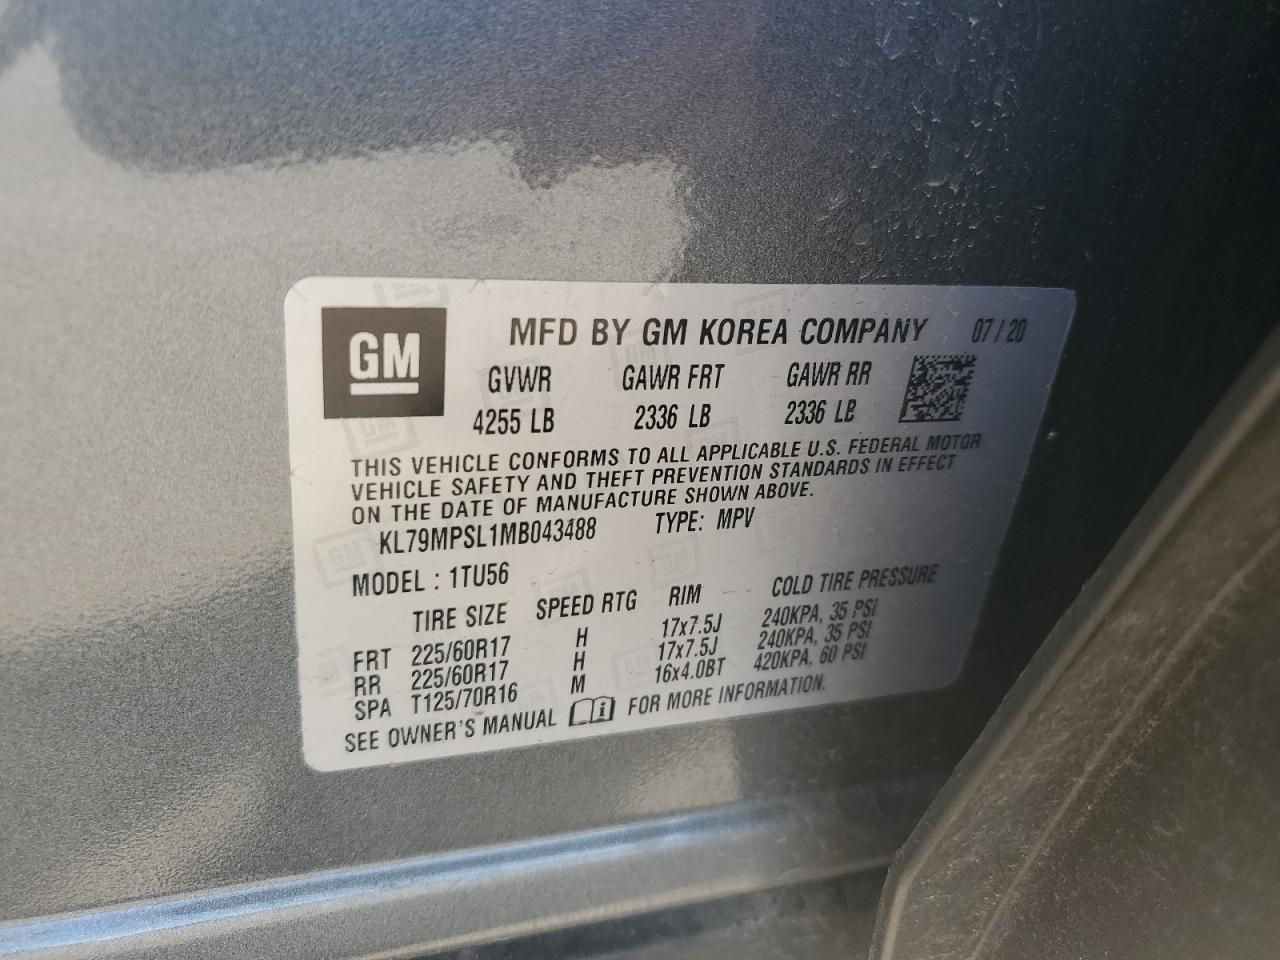 GM
MFD BY GM KOREA COMPANY 07/20
GVWR GAWR FRT GAWR RR
4255 LB 2336 LB 2336 LB
THIS VEHICLE CONFORMS TO ALL APPLICABLE U.S. FEDERAL MOTOR
VEHICLE SAFETY AND THEFT PREVENTION STANDARDS IN EFFECT
ON THE DATE OF MANUFACTURE SHOWN ABOVE.
KL79MPSL1MB043488 TYPE: MPV
MODEL : 1TU56
TIRE SIZE SPEED RTG RIM COLD TIRE PRESSURE
FRT 225/60R17 H 17x7.5J 240KPA, 35 PSI
RR 225/60R17 H 17x7.5J 240KPA, 35 PSI
SPA T125/70R16 M 16x4.0BT 420KPA, 60 PSI
SEE OWNER'S MANUAL i FOR MORE INFORMATION.